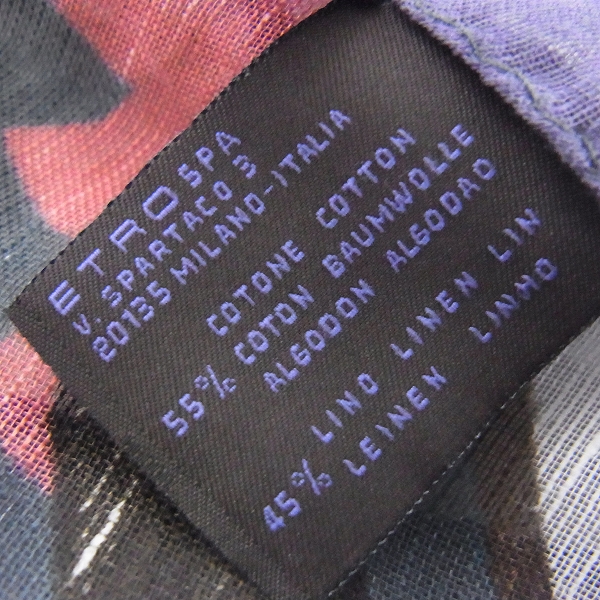 ETRO SPA
V. SPARTACO 3
20135 MILANO-ITALIA
COTONE COTTON
55% COTON BAUMWOLLE
ALGODON ALGODAO
LINO LINEN LIN
45% LEINEN LINHO